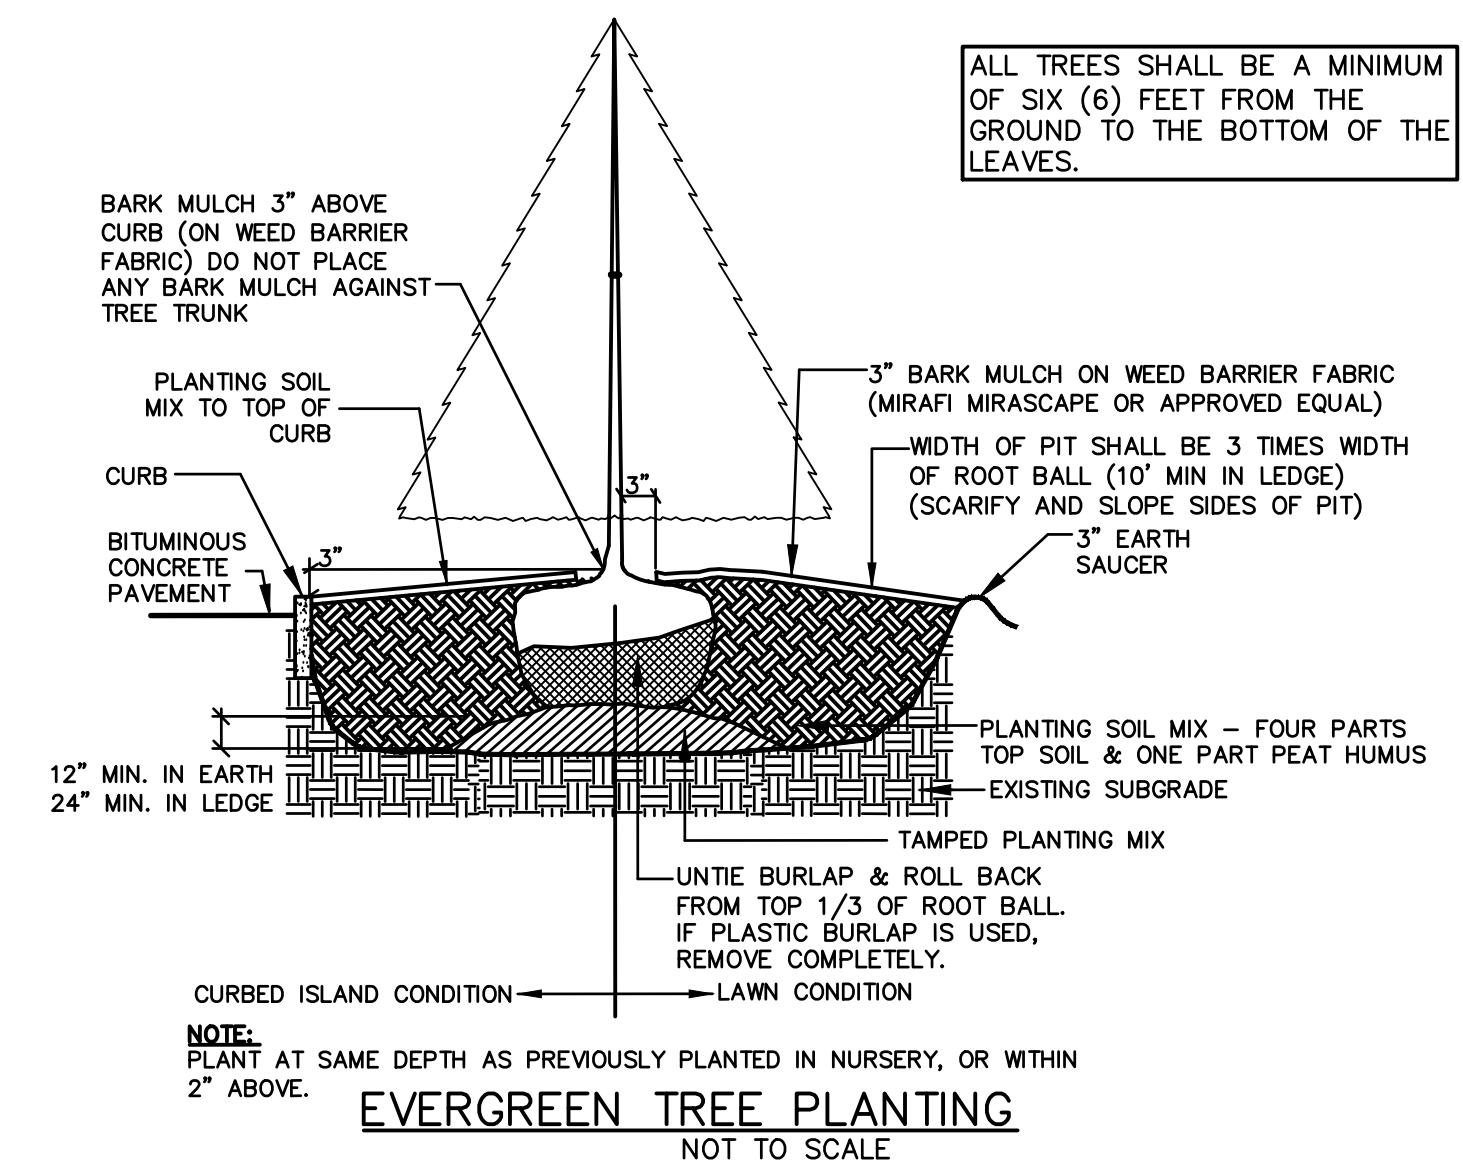 ALL TREES SHALL BE A MINIMUM
OF SIX (6) FEET FROM THE
GROUND TO THE BOTTOM OF THE
LEAVES.
BARK MULCH 3" ABOVE
CURB (ON WEED BARRIER
FABRIC) DO NOT PLACE
ANY BARK MULCH AGAINST
TREE TRUNK
PLANTING SOIL
MIX TO TOP OF
CURB
CURB
BITUMINOUS
CONCRETE
PAVEMENT
3"
3"
3" BARK MULCH ON WEED BARRIER FABRIC
(MIRAFI MIRASCAPE OR APPROVED EQUAL)
WIDTH OF PIT SHALL BE 3 TIMES WIDTH
OF ROOT BALL (10' MIN IN LEDGE)
(SCARIFY AND SLOPE SIDES OF PIT)
3" EARTH
SAUCER
12" MIN. IN EARTH
24" MIN. IN LEDGE
PLANTING SOIL MIX – FOUR PARTS
TOP SOIL & ONE PART PEAT HUMUS
EXISTING SUBGRADE
TAMPED PLANTING MIX
UNTIE BURLAP & ROLL BACK
FROM TOP 1/3 OF ROOT BALL.
IF PLASTIC BURLAP IS USED,
REMOVE COMPLETELY.
CURBED ISLAND CONDITION
LAWN CONDITION
NOTE:
PLANT AT SAME DEPTH AS PREVIOUSLY PLANTED IN NURSERY, OR WITHIN
2" ABOVE.
EVERGREEN TREE PLANTING
NOT TO SCALE